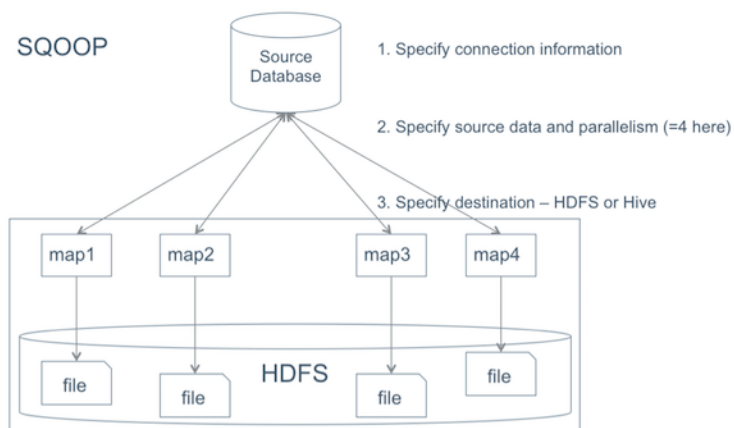 SQOOP
Source
Database
1. Specify connection information
2. Specify source data and parallelism (=4 here)
3. Specify destination – HDFS or Hive
map1
map2
map3
map4
HDFS
file
file
file
file